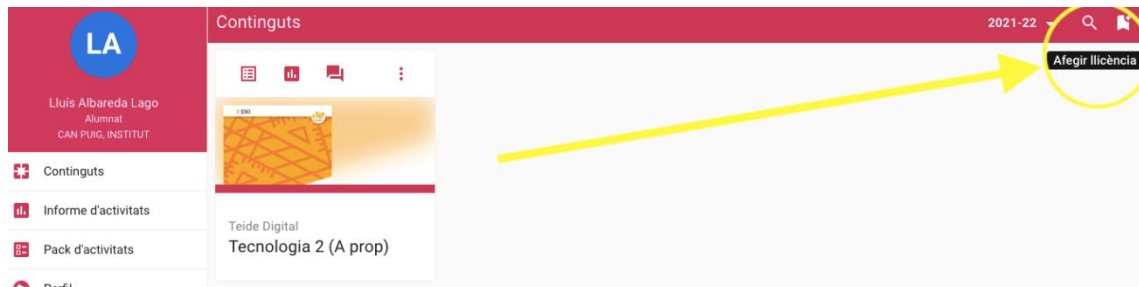 LA
Lluís Albareda Lago
Alumnat
CAN PUIG, INSTITUT
Continguts
Informe d'activitats
Pack d'activitats
Perfil
Continguts
2021-22
Afegir llicència
Teide Digital
Tecnologia 2 (A prop)